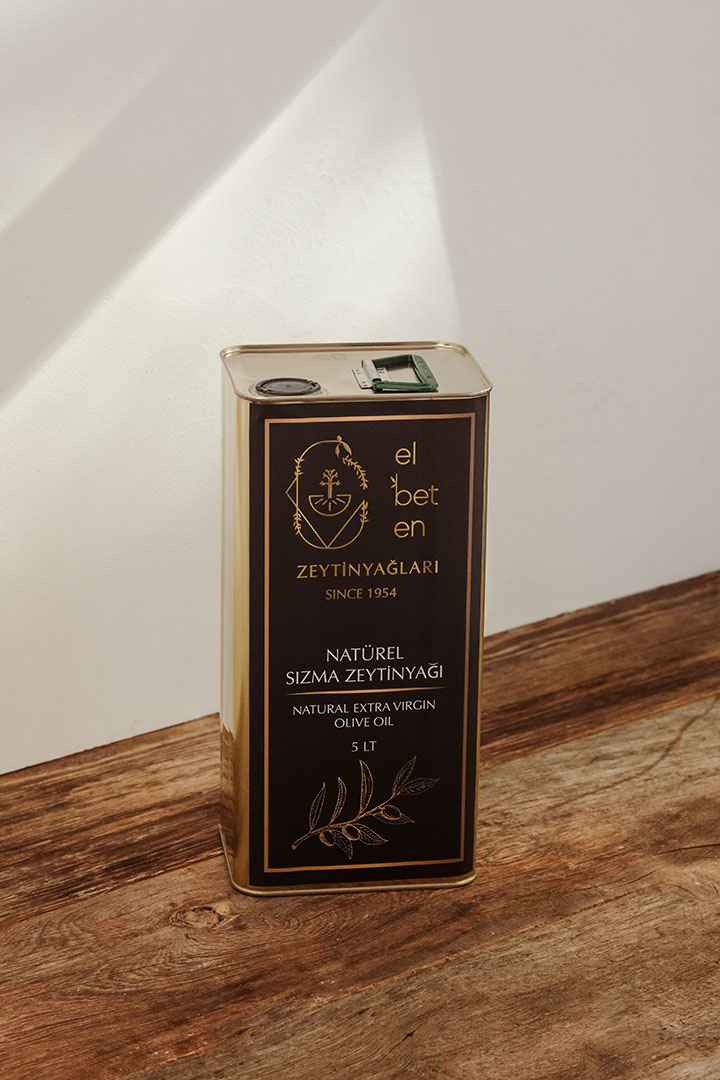 el
bet
en
ZEYTİNYAĞLARI
SINCE 1954
NATÜREL
SIZMA ZEYTİNYAĞI
NATURAL EXTRA VIRGIN
OLIVE OIL
5 LT